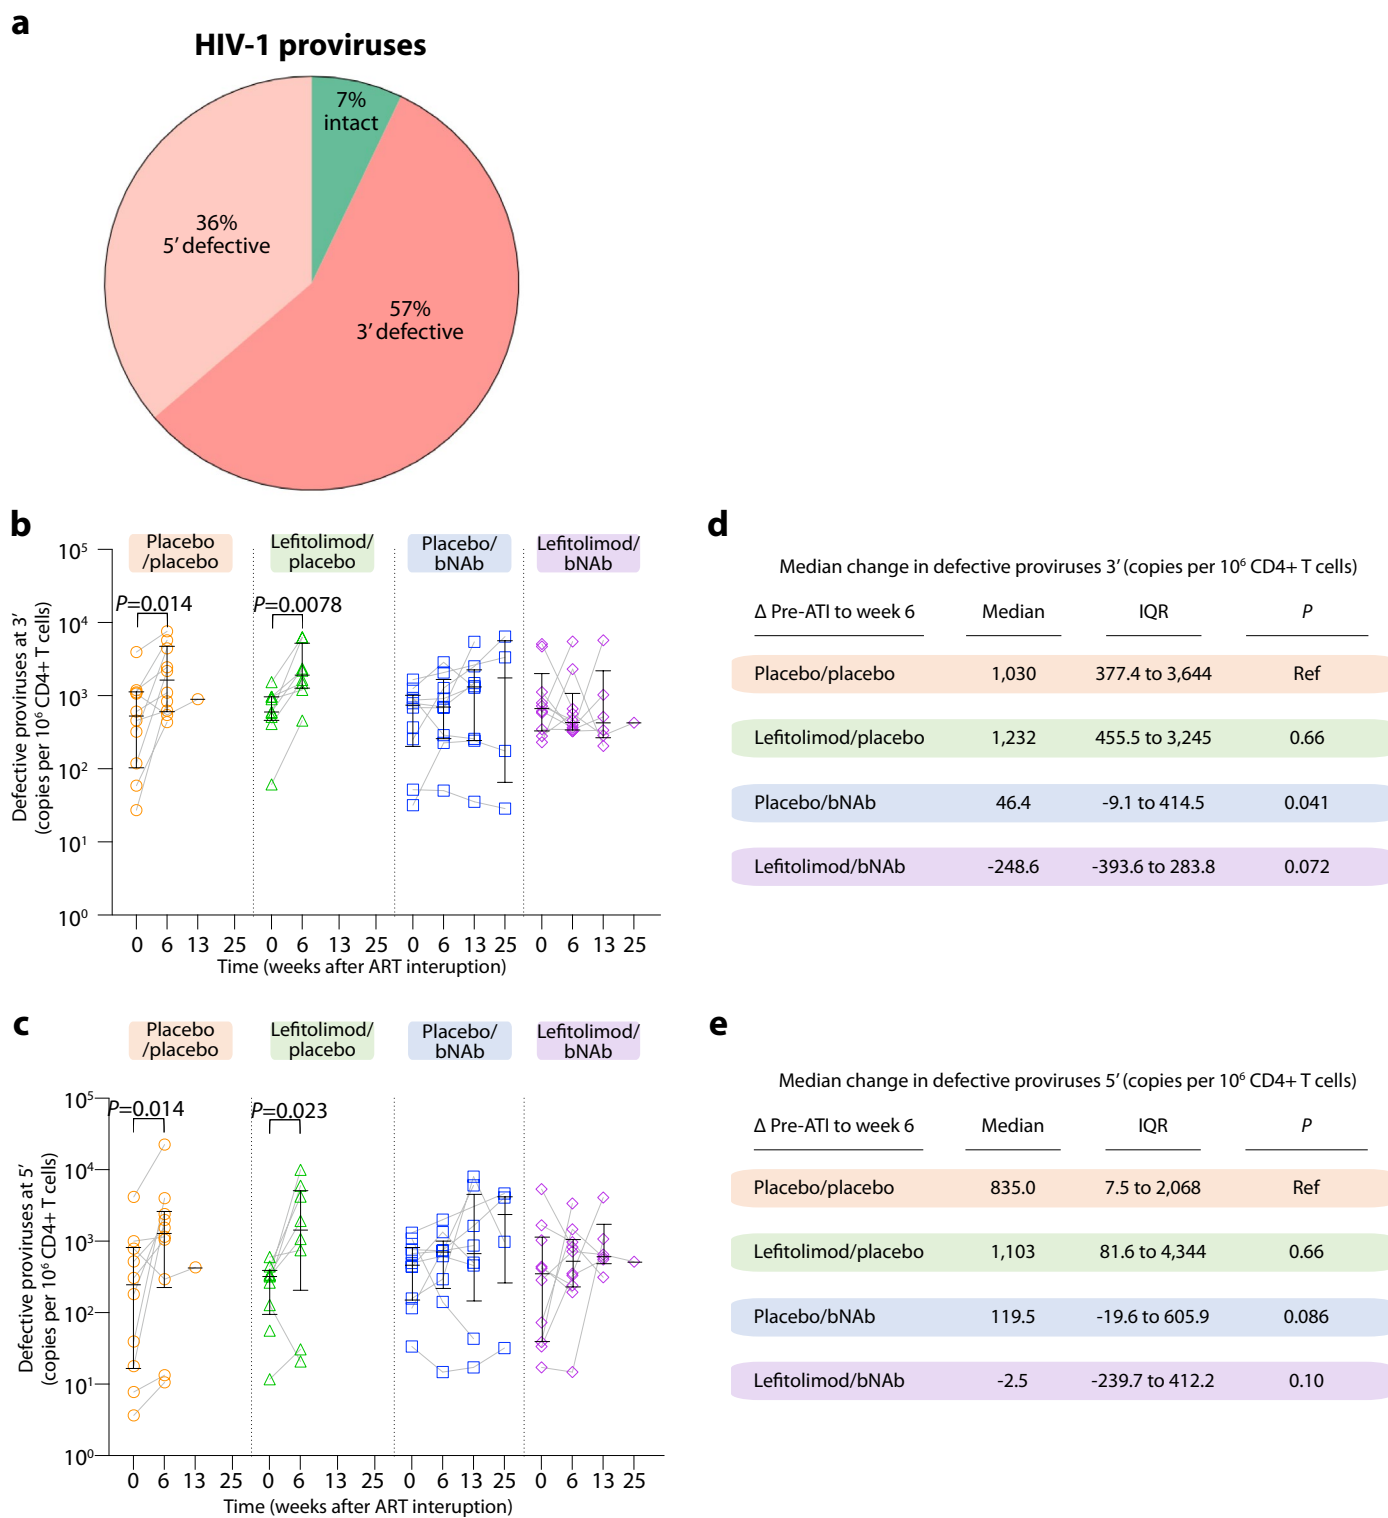 a
HIV-1 proviruses
7%
intact
36%
5′ defective
57%
3′ defective
b
Placebo
/placebo
Lefitolimod/
placebo
Placebo/
bNAb
Lefitolimod/
bNAb
P=0.014
P=0.0078
Defective proviruses at 3′
(copies per 10⁶ CD4+ T cells)
10⁵
10⁴
10³
10²
10¹
10⁰
0 6 13 25 0 6 13 25 0 6 13 25 0 6 13 25
Time (weeks after ART interuption)
d
Median change in defective proviruses 3′ (copies per 10⁶ CD4+ T cells)
Δ Pre-ATI to week 6 Median IQR P
Placebo/placebo 1,030 377.4 to 3,644 Ref
Lefitolimod/placebo 1,232 455.5 to 3,245 0.66
Placebo/bNAb 46.4 -9.1 to 414.5 0.041
Lefitolimod/bNAb -248.6 -393.6 to 283.8 0.072
c
Placebo
/placebo
Lefitolimod/
placebo
Placebo/
bNAb
Lefitolimod/
bNAb
P=0.014
P=0.023
Defective proviruses at 5′
(copies per 10⁶ CD4+ T cells)
10⁵
10⁴
10³
10²
10¹
10⁰
0 6 13 25 0 6 13 25 0 6 13 25 0 6 13 25
Time (weeks after ART interuption)
e
Median change in defective proviruses 5′ (copies per 10⁶ CD4+ T cells)
Δ Pre-ATI to week 6 Median IQR P
Placebo/placebo 835.0 7.5 to 2,068 Ref
Lefitolimod/placebo 1,103 81.6 to 4,344 0.66
Placebo/bNAb 119.5 -19.6 to 605.9 0.086
Lefitolimod/bNAb -2.5 -239.7 to 412.2 0.10